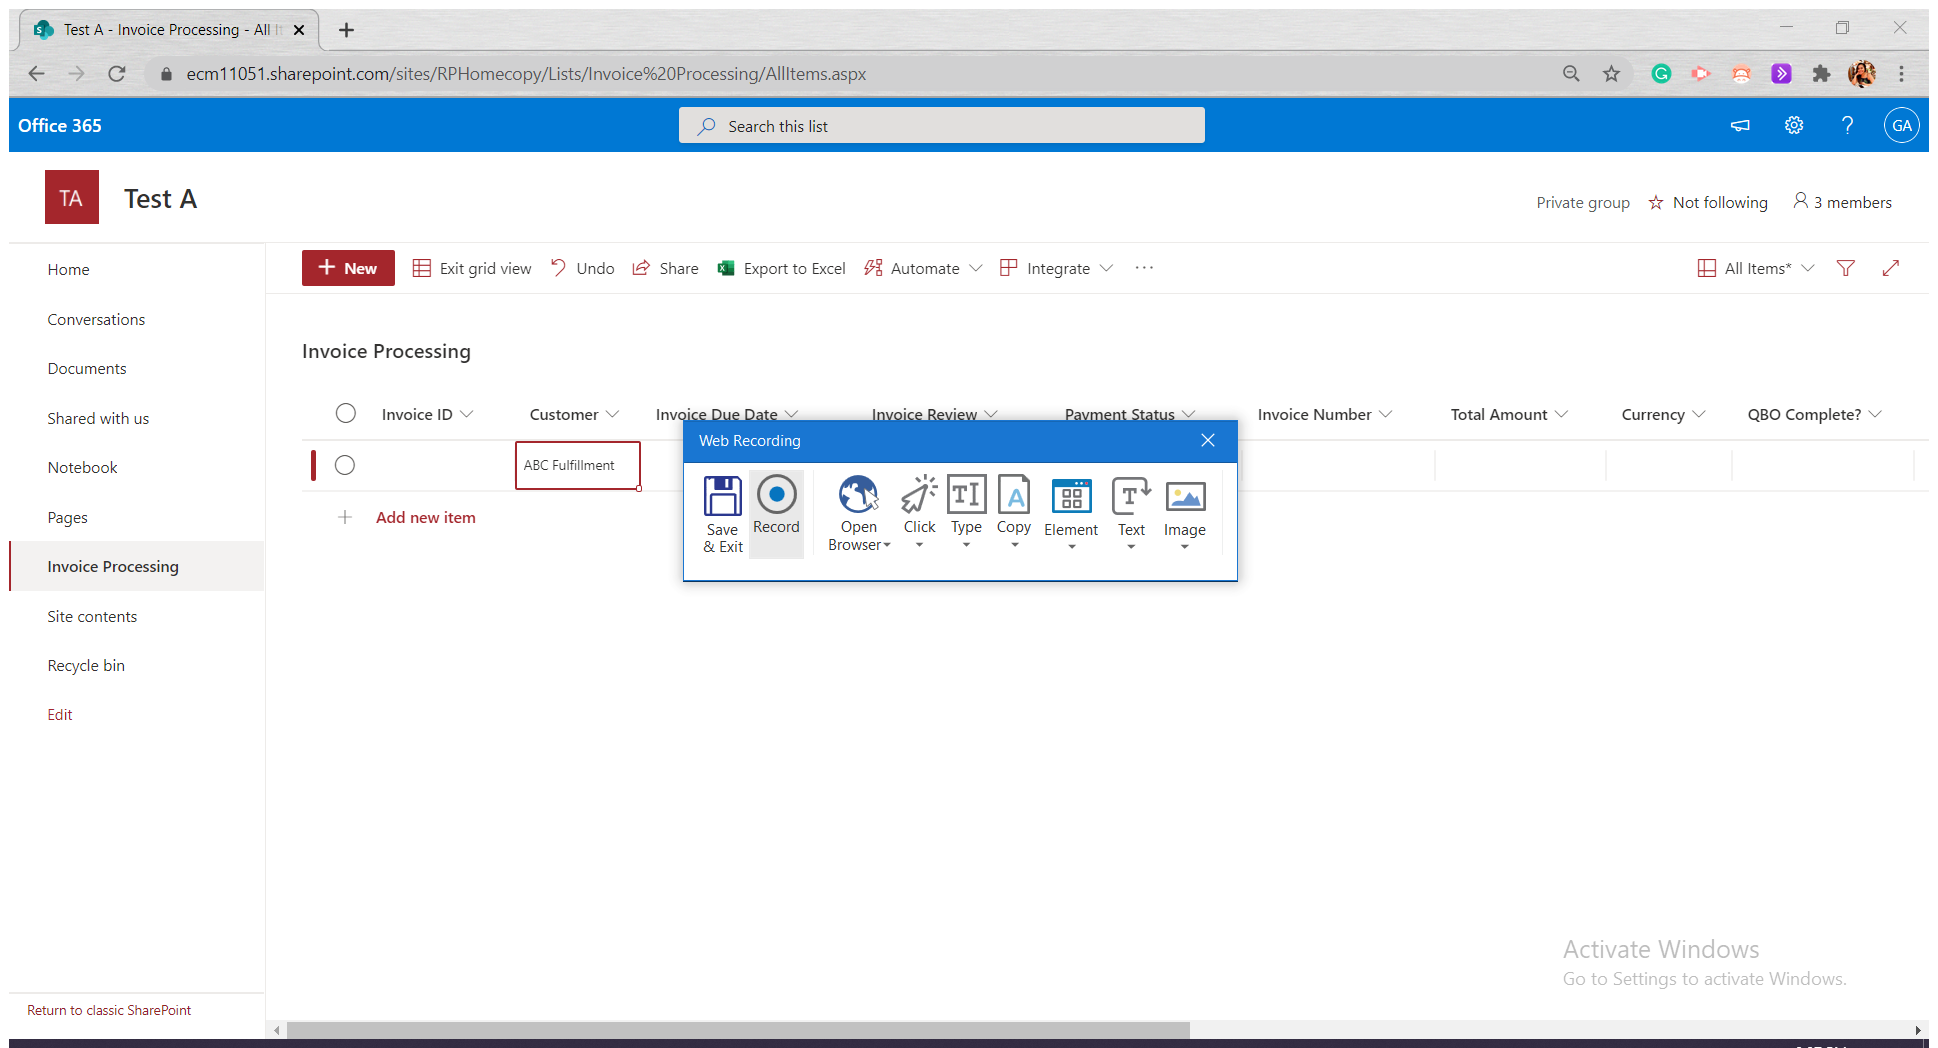 Test A - Invoice Processing - All
ecm11051.sharepoint.com/sites/RPHomecopy/Lists/Invoice%20Processing/AllItems.aspx
Office 365
Search this list
GA
TA
Test A
Private group
Not following
3 members
Home
Conversations
Documents
Shared with us
Notebook
Pages
Invoice Processing
Site contents
Recycle bin
Edit
Return to classic SharePoint
+ New
Exit grid view
Undo
Share
Export to Excel
Automate
Integrate
···
All Items*
Invoice Processing
Invoice ID
Customer
Invoice Due Date
Invoice Review
Payment Status
Invoice Number
Total Amount
Currency
QBO Complete?
ABC Fulfillment
+ Add new item
Web Recording
Save
& Exit
Record
Open
Browser
Click
Type
Copy
Element
Text
Image
Activate Windows
Go to Settings to activate Windows.